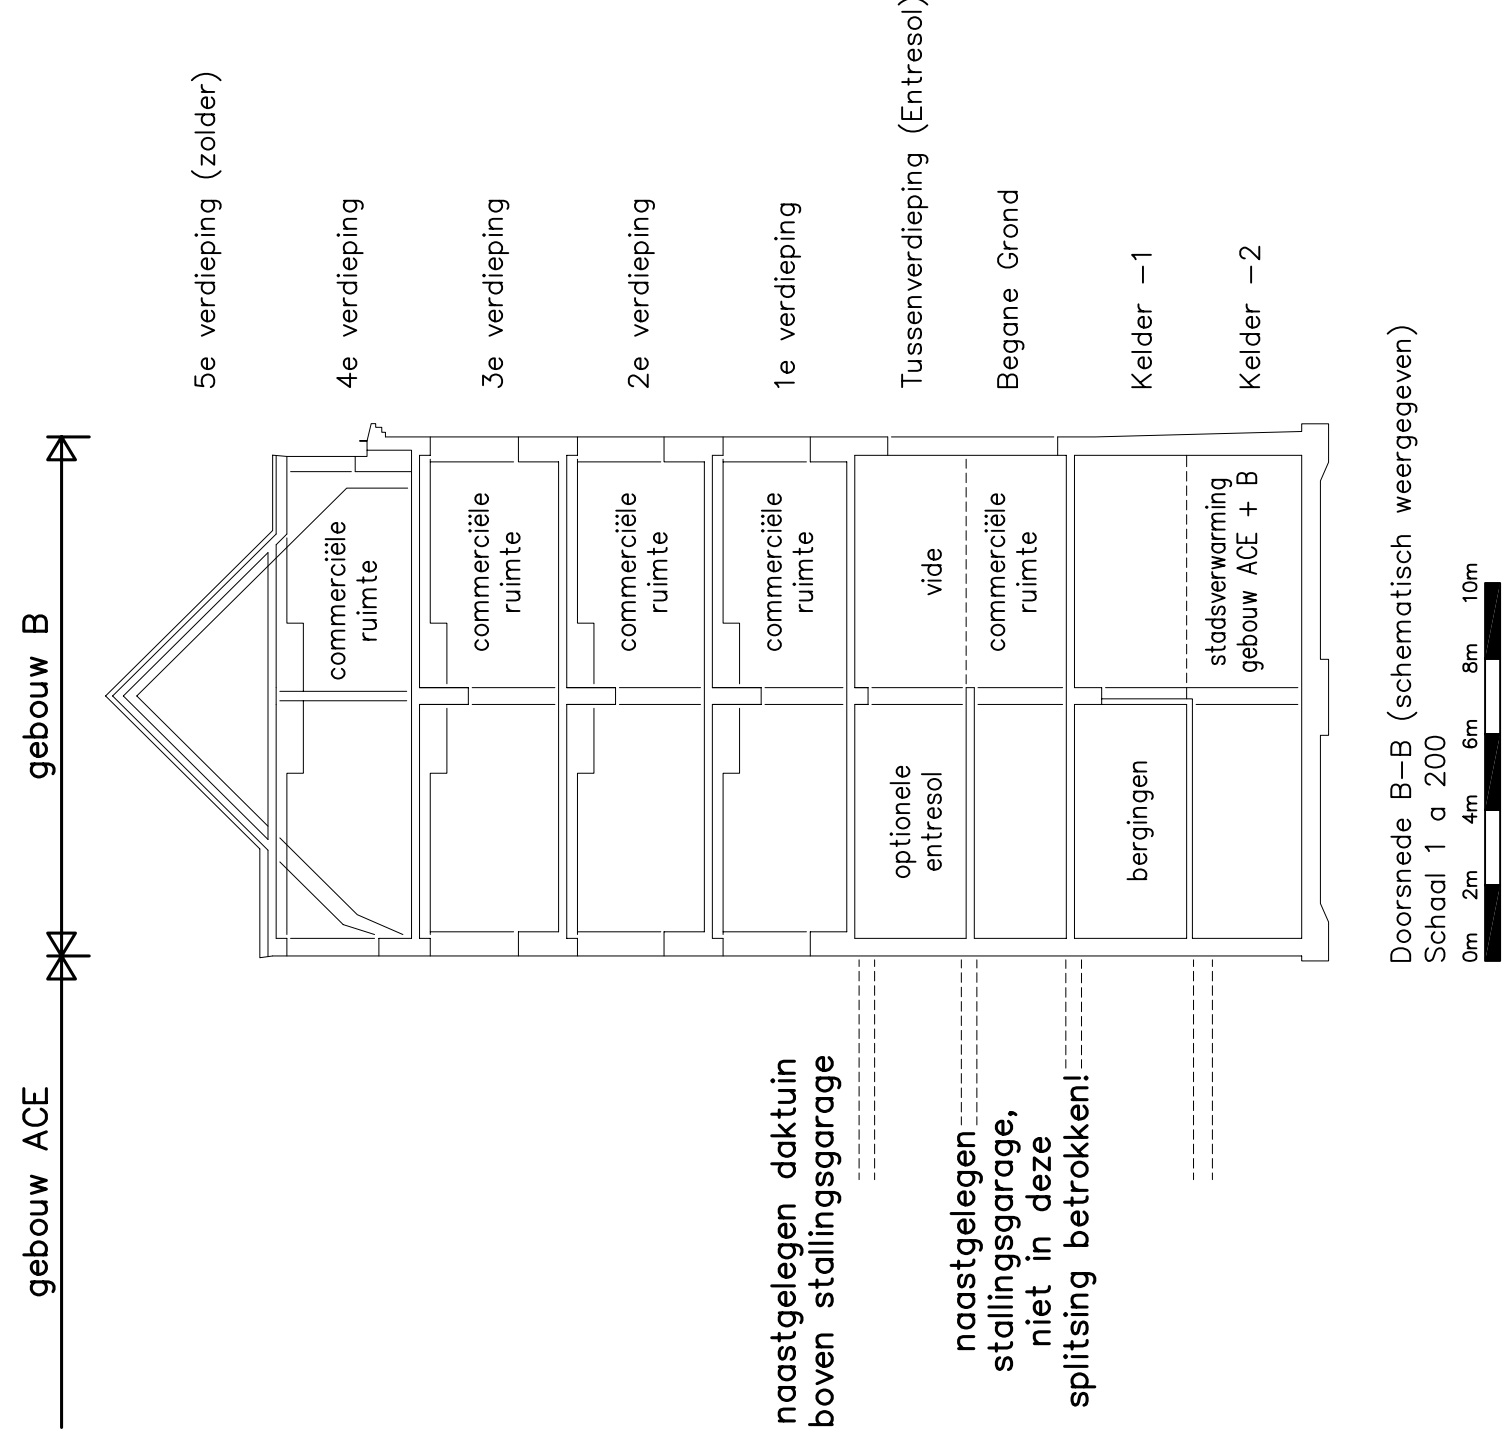 gebouw ACE
gebouw B
5e verdieping (zolder)
4e verdieping
3e verdieping
2e verdieping
1e verdieping
Tussenverdieping (Entresol)
Begane Grond
Kelder -1
Kelder -2
commerciële
ruimte
commerciële
ruimte
commerciële
ruimte
commerciële
ruimte
vide
commerciële
ruimte
stadsverwarming
gebouw ACE + B
optionele
entresol
bergingen
naastgelegen daktuin
boven stallingsgarage
naastgelegen
stallingsgarage,
niet in deze
splitsing betrokken!
Doorsnede B-B (schematisch weergegeven)
Schaal 1 a 200
0m 2m 4m 6m 8m 10m